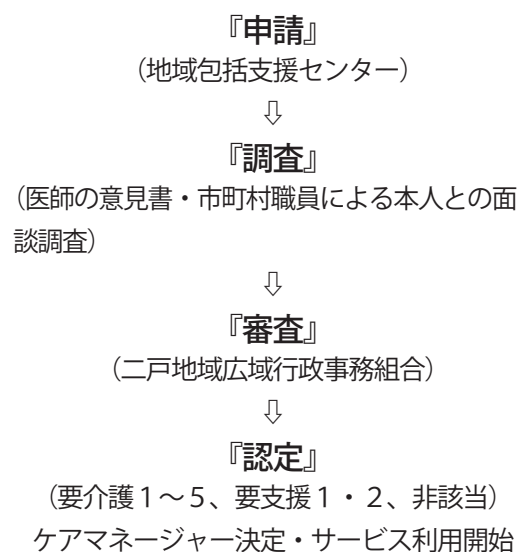 『申請』
（地域包括支援センター）
⇩
『調査』
（医師の意見書・市町村職員による本人との面
談調査）
⇩
『審査』
（二戸地域広域行政事務組合）
⇩
『認定』
（要介護１～５、要支援１・２、非該当）
ケアマネージャー決定・サービス利用開始